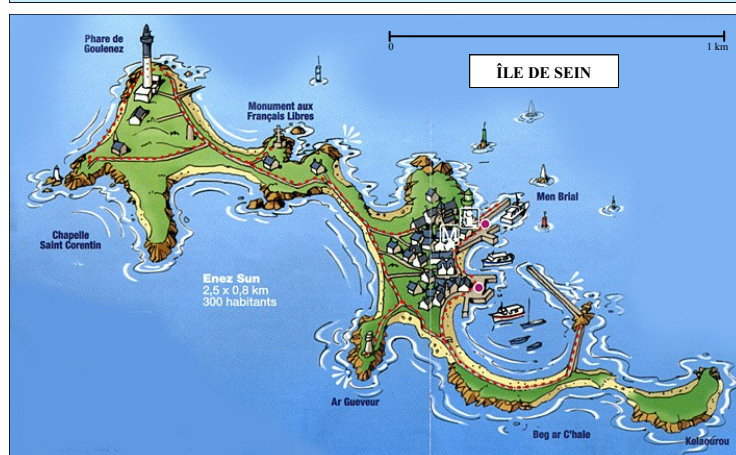 Phare de
Goulenez
0
1 km
ÎLE DE SEIN
Monument aux
Français Libres
Men Brial
L
M
Chapelle
Saint Corentin
Enez Sun
2,5 x 0,8 km
300 habitants
Ar Gueveur
Beg ar C'hale
Kelaourou